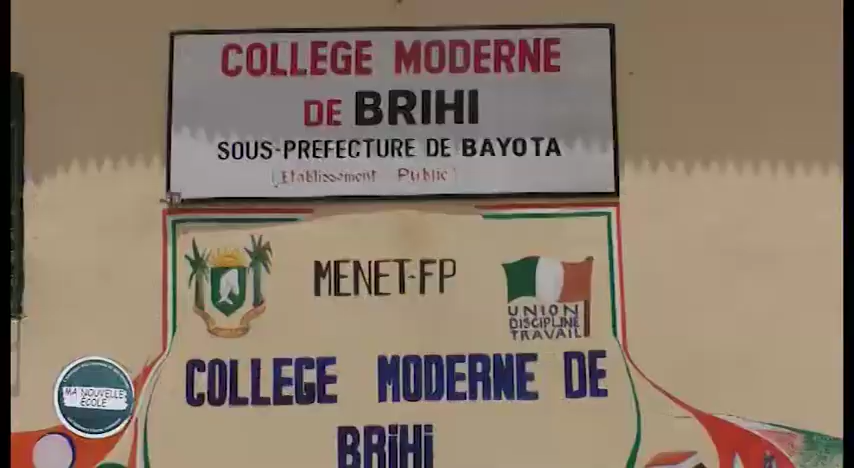 COLLEGE MODERNE
DE BRIHI
SOUS-PREFECTURE DE BAYOTA
(Etablissement Public)
MENET-FP
UNION
DISCIPLINE
TRAVAIL
COLLEGE MODERNE DE
BRiHi
MA NOUVELLE
ÉCOLE